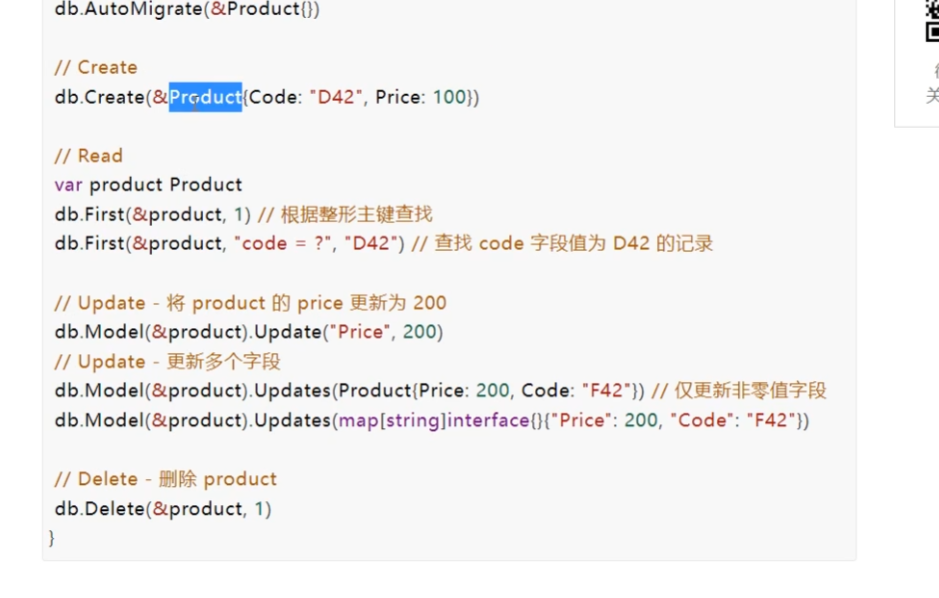 db.AutoMigrate(&Product{})
// Create
db.Create(&Product{Code: "D42", Price: 100})
// Read
var product Product
db.First(&product, 1) // 根据整形主键查找
db.First(&product, "code = ?", "D42") // 查找 code 字段值为 D42 的记录
// Update - 将 product 的 price 更新为 200
db.Model(&product).Update("Price", 200)
// Update - 更新多个字段
db.Model(&product).Updates(Product{Price: 200, Code: "F42"}) // 仅更新非零值字段
db.Model(&product).Updates(map[string]interface{}{"Price": 200, "Code": "F42"})
// Delete - 删除 product
db.Delete(&product, 1)
}
关